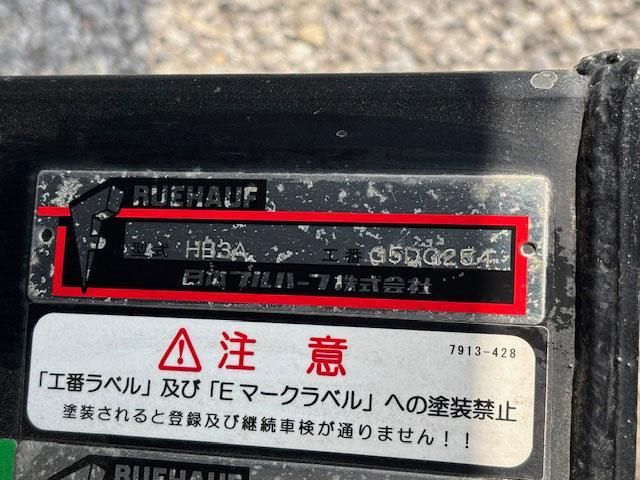 RUEHAUF
型式 HB3A 工番 G5DC254
日本フルハーフ株式会社
注意
7913-428
「工番ラベル」及び「Eマークラベル」への塗装禁止
塗装されると登録及び継続車検が通りません！！
RUEHAUF